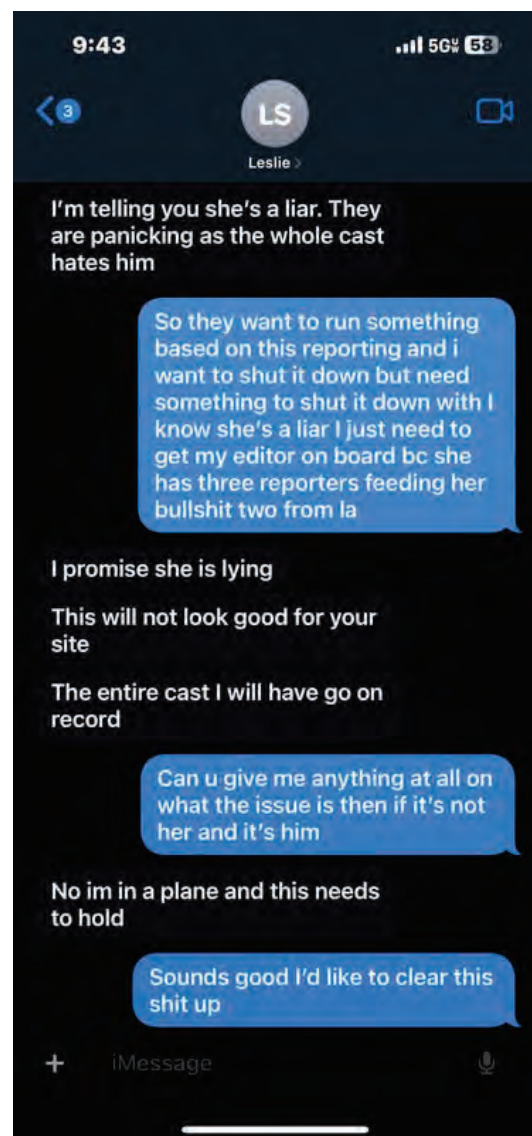 9:43
5G UW 58
3
LS
Leslie >
I'm telling you she's a liar. They
are panicking as the whole cast
hates him
So they want to run something
based on this reporting and i
want to shut it down but need
something to shut it down with I
know she's a liar I just need to
get my editor on board bc she
has three reporters feeding her
bullshit two from la
I promise she is lying
This will not look good for your
site
The entire cast I will have go on
record
Can u give me anything at all on
what the issue is then if it's not
her and it's him
No im in a plane and this needs
to hold
Sounds good I'd like to clear this
shit up
+ iMessage